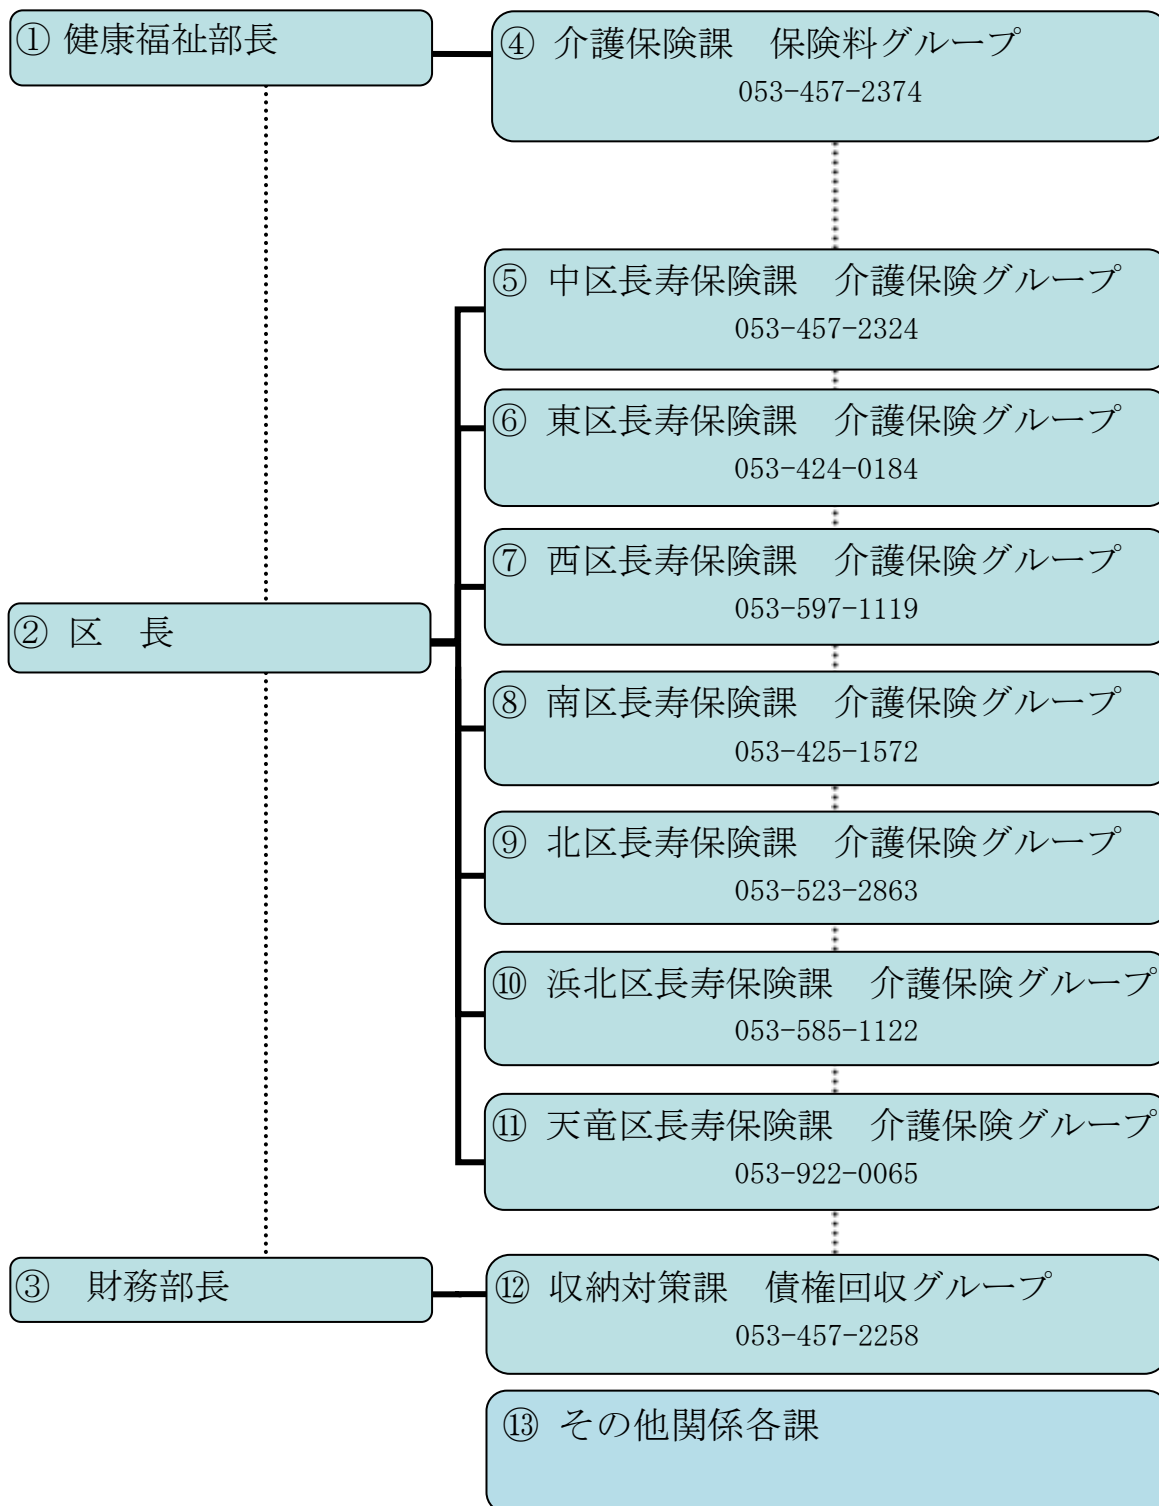 ① 健康福祉部長
④ 介護保険課　保険料グループ
053-457-2374
⑤ 中区長寿保険課　介護保険グループ
053-457-2324
⑥ 東区長寿保険課　介護保険グループ
053-424-0184
⑦ 西区長寿保険課　介護保険グループ
053-597-1119
② 区　長
⑧ 南区長寿保険課　介護保険グループ
053-425-1572
⑨ 北区長寿保険課　介護保険グループ
053-523-2863
⑩ 浜北区長寿保険課　介護保険グループ
053-585-1122
⑪ 天竜区長寿保険課　介護保険グループ
053-922-0065
③　財務部長
⑫ 収納対策課　債権回収グループ
053-457-2258
⑬ その他関係各課